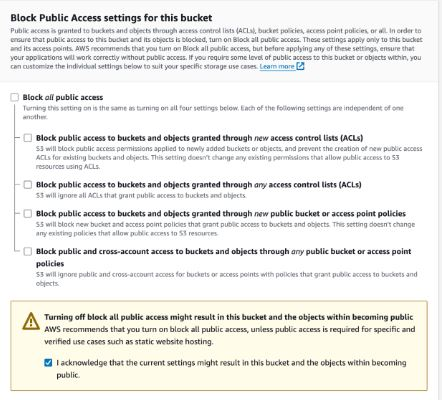 Block Public Access settings for this bucket
Public access is granted to buckets and objects through access control lists (ACLs), bucket policies, access point policies, or all. In order to
ensure that public access to this bucket and its objects is blocked, turn on Block all public access. These settings apply only to this bucket
and its access points. AWS recommends that you turn on Block all public access, but before applying any of these settings, ensure that
your applications will work correctly without public access. If you require some level of public access to this bucket or objects within, you
can customize the individual settings below to suit your specific storage use cases. Learn more
Block all public access
Turning this setting on is the same as turning on all four settings below. Each of the following settings are independent of one
another.
Block public access to buckets and objects granted through new access control lists (ACLs)
S3 will block public access permissions applied to newly added buckets or objects, and prevent the creation of new public access
ACLs for existing buckets and objects. This setting doesn't change any existing permissions that allow public access to S3
resources using ACLs.
Block public access to buckets and objects granted through any access control lists (ACLs)
S3 will ignore all ACLs that grant public access to buckets and objects.
Block public access to buckets and objects granted through new public bucket or access point policies
S3 will block new bucket and access point policies that grant public access to buckets and objects. This setting doesn't change
any existing policies that allow public access to S3 resources.
Block public and cross-account access to buckets and objects through any public bucket or access point
policies
S3 will ignore public and cross-account access for buckets or access points with policies that grant public access to buckets and
objects.
Turning off block all public access might result in this bucket and the objects within becoming public
AWS recommends that you turn on block all public access, unless public access is required for specific and
verified use cases such as static website hosting.
I acknowledge that the current settings might result in this bucket and the objects within becoming
public.